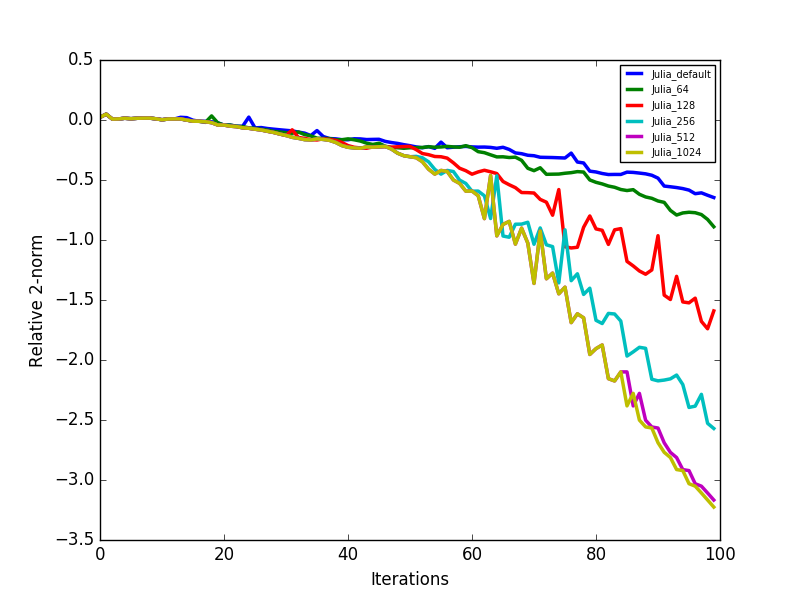 0.5
0.0
−0.5
−1.0
−1.5
−2.0
−2.5
−3.0
−3.5
Relative 2-norm
Julia_default
Julia_64
Julia_128
Julia_256
Julia_512
Julia_1024
0 20 40 60 80 100
Iterations